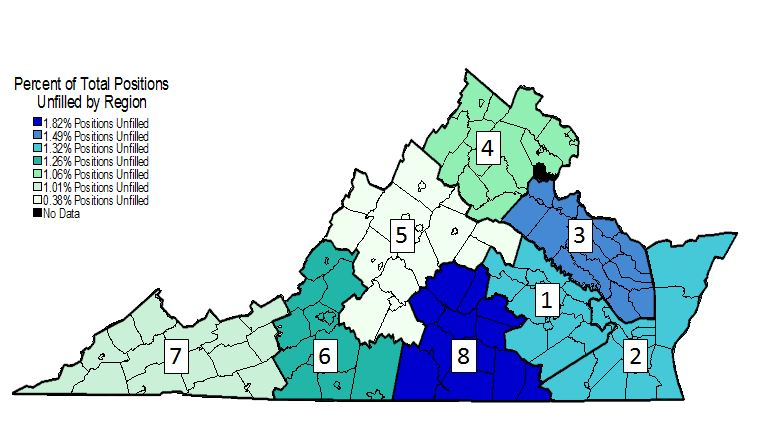 Percent of Total Positions
Unfilled by Region
1.82% Positions Unfilled
1.49% Positions Unfilled
1.32% Positions Unfilled
1.26% Positions Unfilled
1.06% Positions Unfilled
1.01% Positions Unfilled
0.38% Positions Unfilled
No Data
4
5
3
1
7
6
8
2